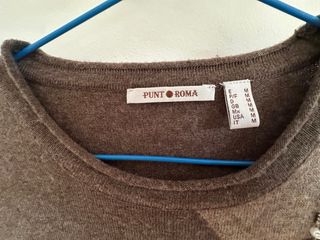 PUNT ROMA
E M
P/F M
D M
GB M
Mx M
USA M
IT M